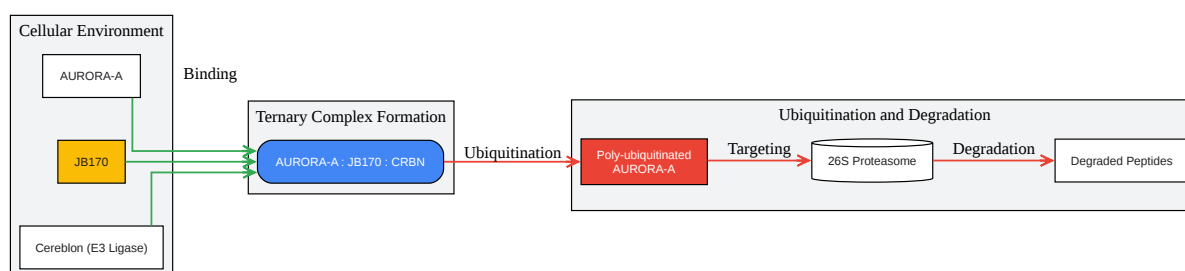 Cellular Environment
AURORA-A
Binding
JB170
Cereblon (E3 Ligase)
Ternary Complex Formation
AURORA-A : JB170 : CRBN
Ubiquitination
Ubiquitination and Degradation
Poly-ubiquitinated
AURORA-A
Targeting
26S Proteasome
Degradation
Degraded Peptides